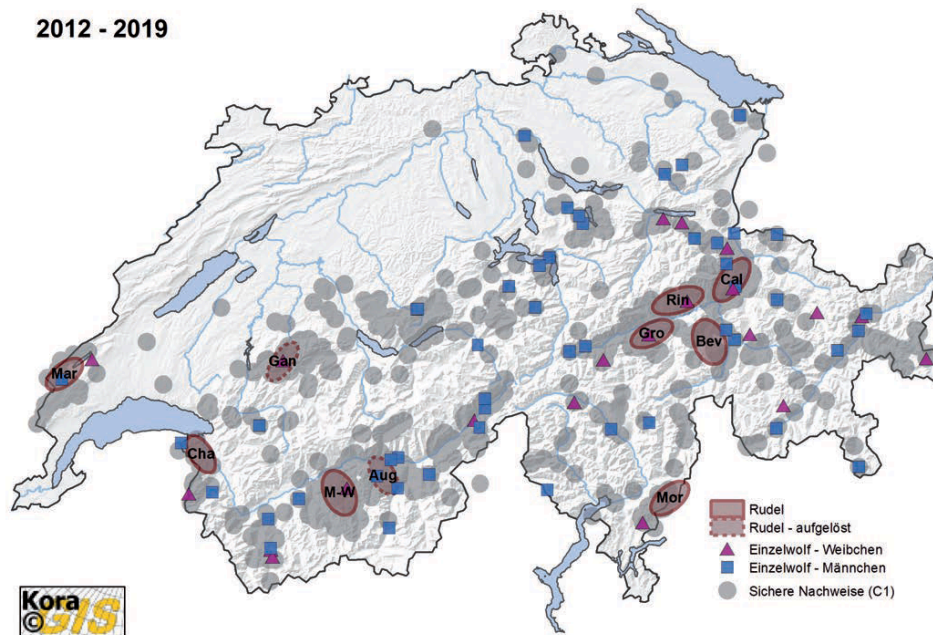 2012 - 2019
Cal
Rin
Gro
Bev
Gan
Mar
Cha
Aug
M-W
Mor
Rudel
Rudel - aufgelöst
Einzelwolf - Weibchen
Einzelwolf - Männchen
Sichere Nachweise (C1)
Kora
© GIS